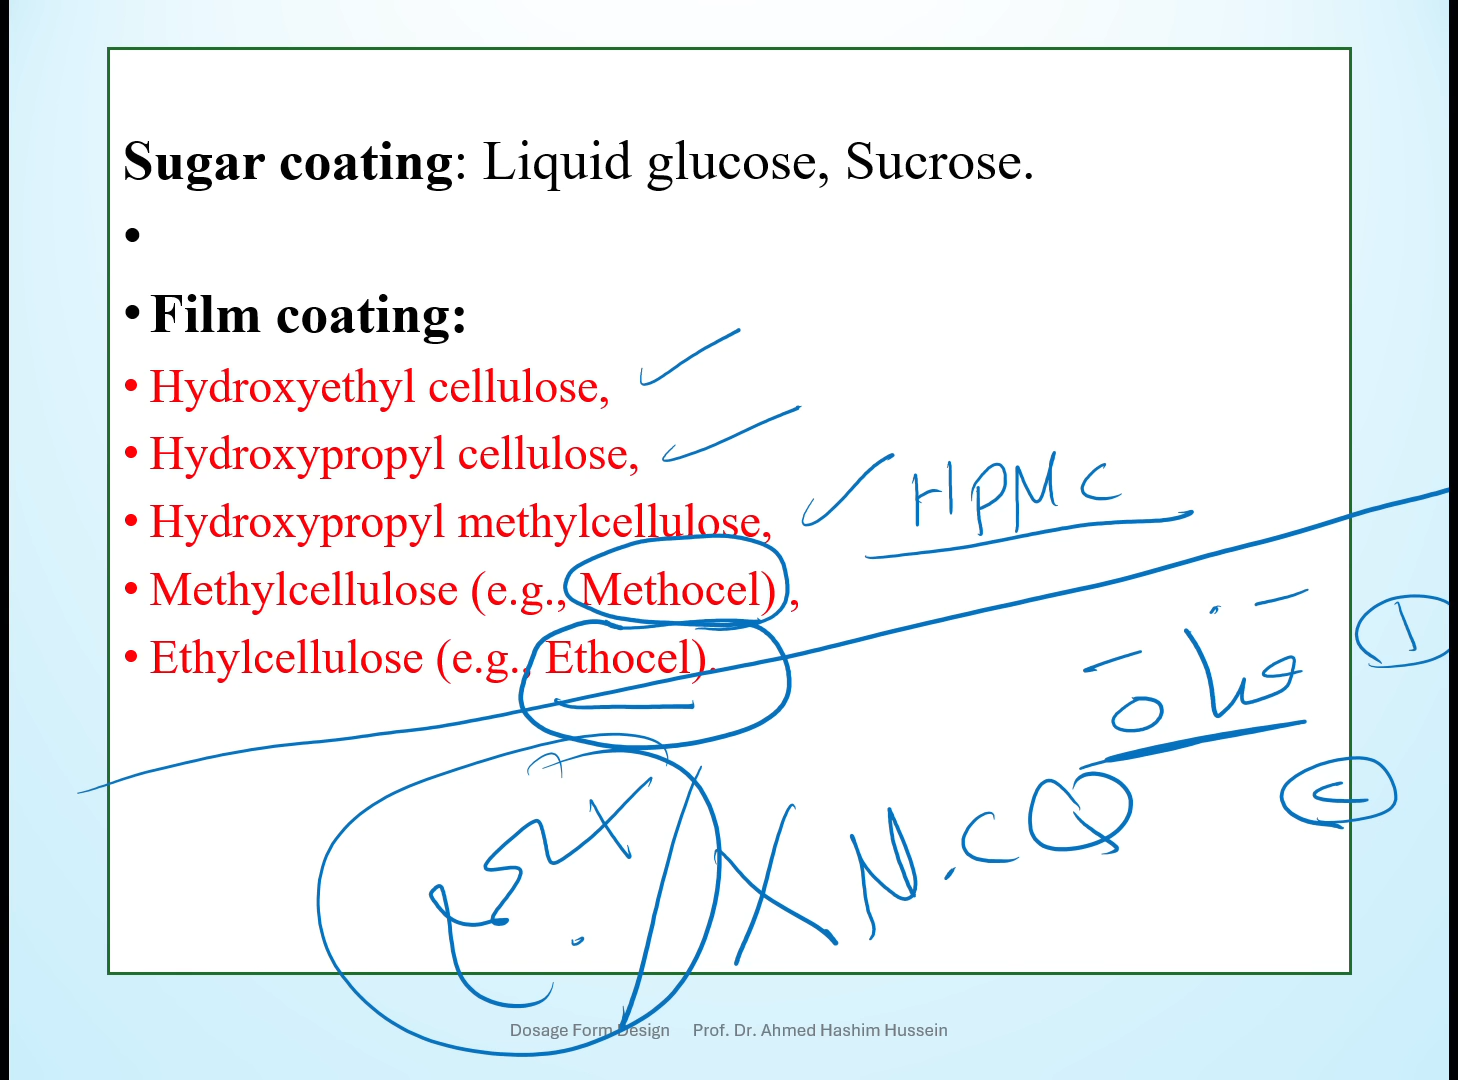 Sugar coating: Liquid glucose, Sucrose.
•
• Film coating:
• Hydroxyethyl cellulose,
• Hydroxypropyl cellulose,
• Hydroxypropyl methylcellulose,
HPMC
• Methylcellulose (e.g., Methocel) ,
• Ethylcellulose (e.g., Ethocel).
Dosage Form Design Prof. Dr. Ahmed Hashim Hussein